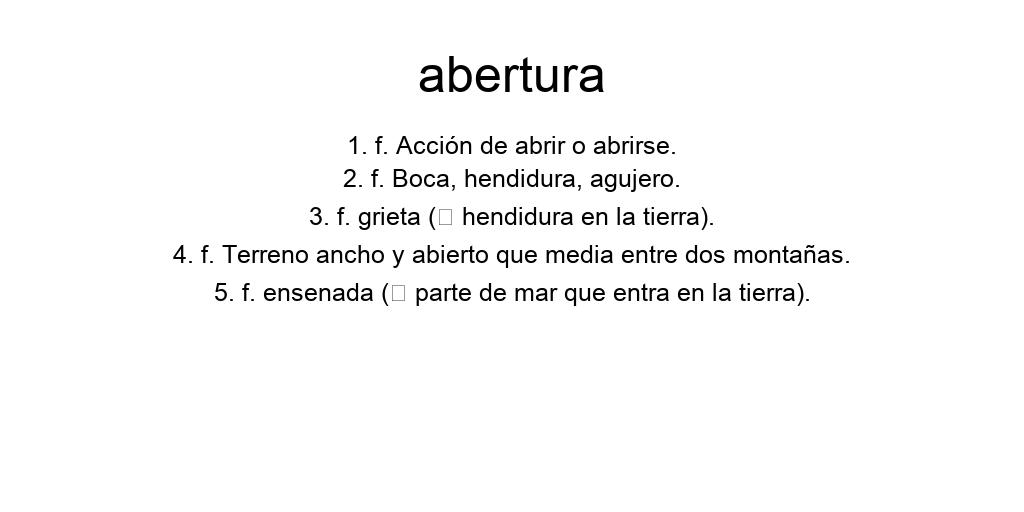 abertura
1. f. Acción de abrir o abrirse.
2. f. Boca, hendidura, agujero.
3. f. grieta (□ hendidura en la tierra).
4. f. Terreno ancho y abierto que media entre dos montañas.
5. f. ensenada (□ parte de mar que entra en la tierra).